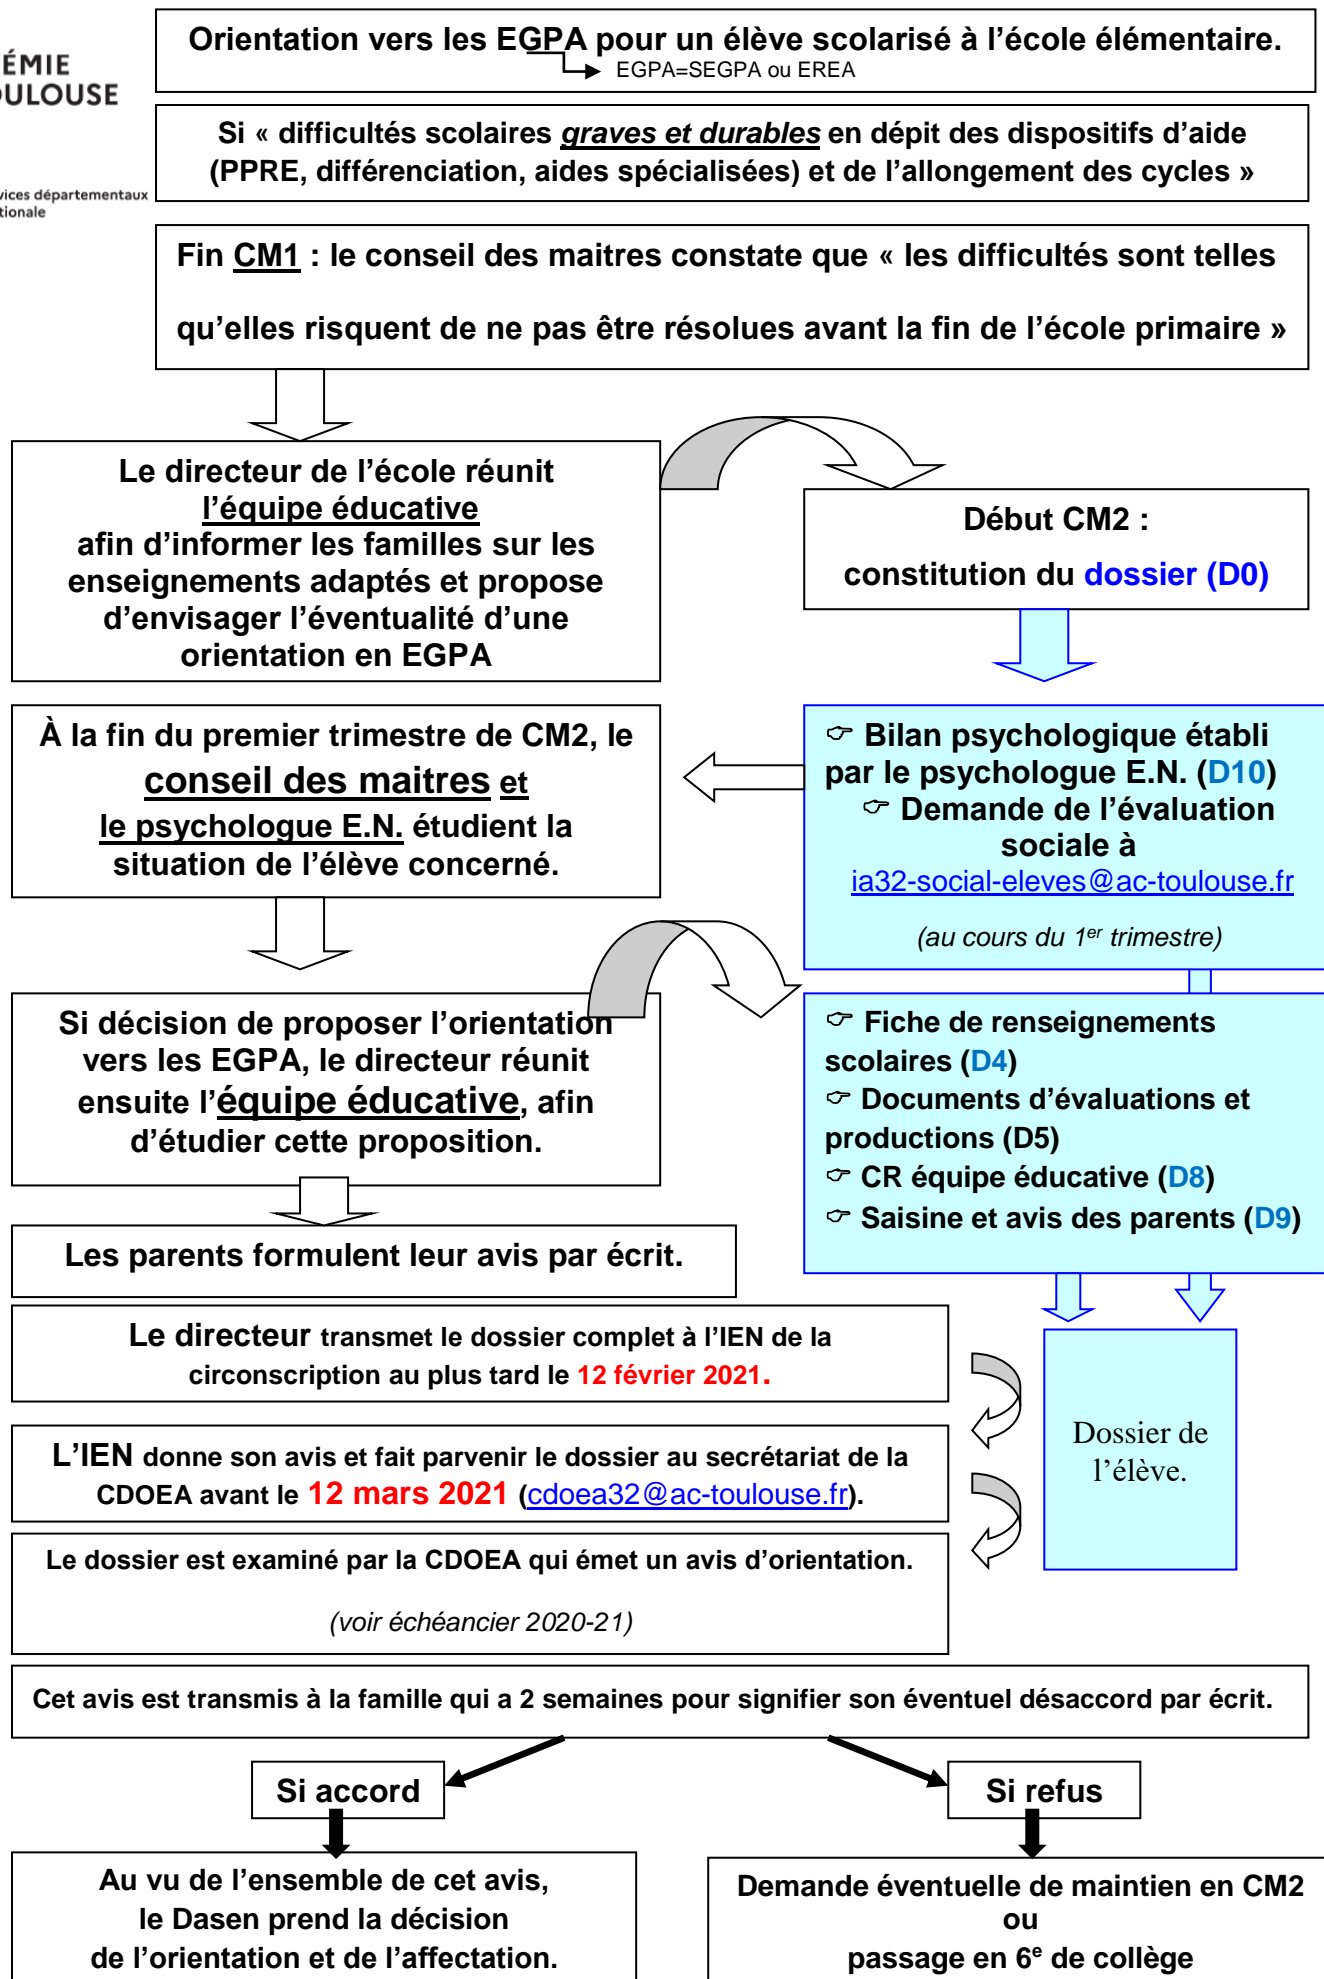 Orientation vers les EGPA pour un élève scolarisé à l’école élémentaire.
EGPA=SEGPA ou EREA
ÉMIE
OULOUSE
Si « difficultés scolaires graves et durables en dépit des dispositifs d’aide
(PPRE, différenciation, aides spécialisées) et de l’allongement des cycles »
vices départementaux
tionale
Fin CM1 : le conseil des maitres constate que « les difficultés sont telles
qu’elles risquent de ne pas être résolues avant la fin de l’école primaire »
Le directeur de l’école réunit
l’équipe éducative
afin d’informer les familles sur les
enseignements adaptés et propose
d’envisager l’éventualité d’une
orientation en EGPA
Début CM2 :
constitution du dossier (D0)
À la fin du premier trimestre de CM2, le
conseil des maitres et
le psychologue E.N. étudient la
situation de l’élève concerné.
☞ Bilan psychologique établi
par le psychologue E.N. (D10)
☞ Demande de l’évaluation
sociale à
ia32-social-eleves@ac-toulouse.fr
(au cours du 1er trimestre)
Si décision de proposer l’orientation
vers les EGPA, le directeur réunit
ensuite l’équipe éducative, afin
d’étudier cette proposition.
☞ Fiche de renseignements
scolaires (D4)
☞ Documents d’évaluations et
productions (D5)
☞ CR équipe éducative (D8)
☞ Saisine et avis des parents (D9)
Les parents formulent leur avis par écrit.
Le directeur transmet le dossier complet à l’IEN de la
circonscription au plus tard le 12 février 2021.
L’IEN donne son avis et fait parvenir le dossier au secrétariat de la
CDOEA avant le 12 mars 2021 (cdoea32@ac-toulouse.fr).
Dossier de
l’élève.
Le dossier est examiné par la CDOEA qui émet un avis d’orientation.
(voir échéancier 2020-21)
Cet avis est transmis à la famille qui a 2 semaines pour signifier son éventuel désaccord par écrit.
Si accord
Si refus
Au vu de l’ensemble de cet avis,
le Dasen prend la décision
de l’orientation et de l’affectation.
Demande éventuelle de maintien en CM2
ou
passage en 6e de collège